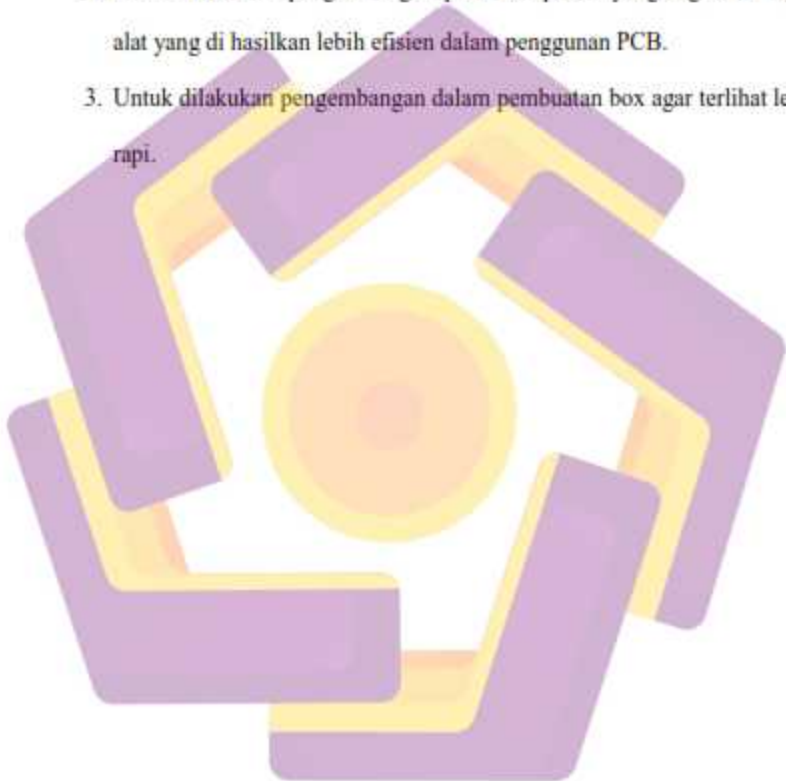 alat yang di hasilkan lebih efisien dalam penggunan PCB.
3. Untuk dilakukan pengembangan dalam pembuatan box agar terlihat
rapi.